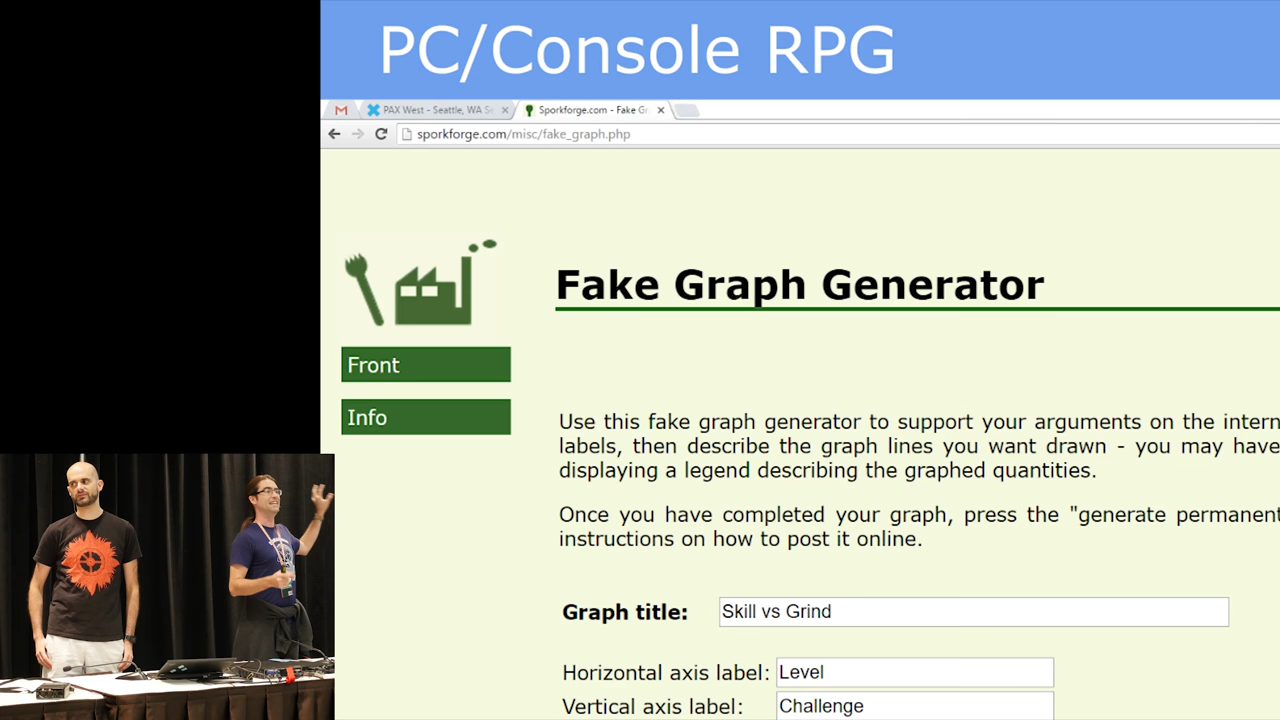 PC/Console RPG
PAX West - Seattle, WA Se
Sporkforge.com - Fake Gr
sporkforge.com/misc/fake_graph.php
Fake Graph Generator
Front
Info
Use this fake graph generator to support your arguments on the intern
labels, then describe the graph lines you want drawn - you may have
displaying a legend describing the graphed quantities.
Once you have completed your graph, press the "generate permanent
instructions on how to post it online.
Graph title: Skill vs Grind
Horizontal axis label: Level
Vertical axis label: Challenge